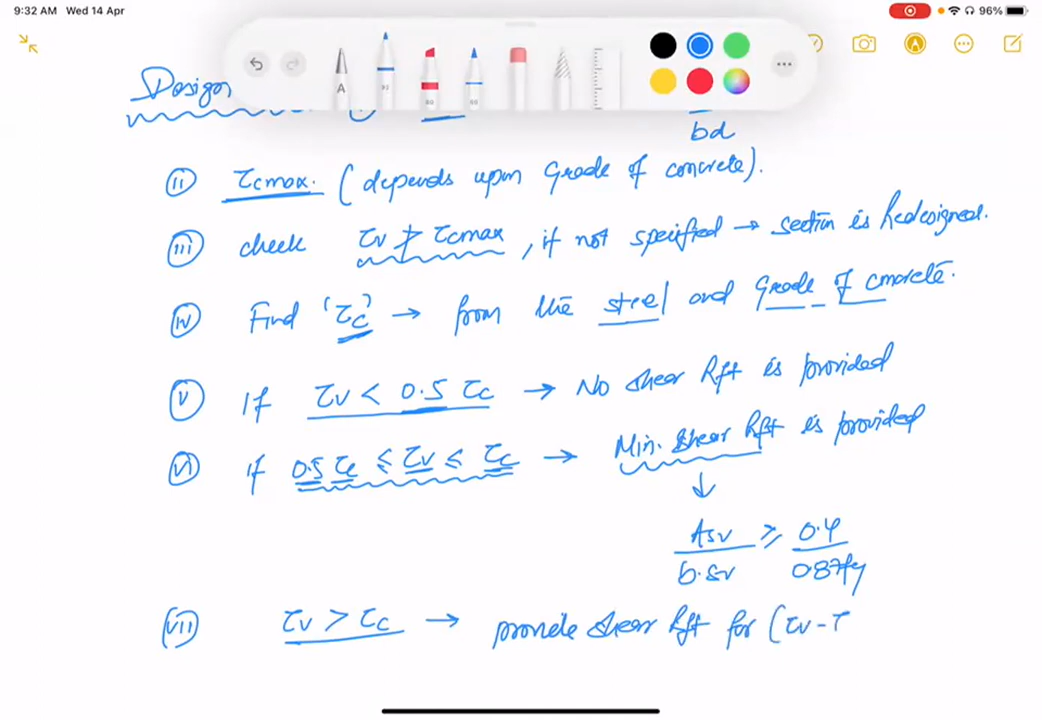 9:32 AM Wed 14 Apr
96%
Design
bd
(ii) τcmax. (depends upon Grade of concrete).
(iii) check τv ≯ τcmax, if not specified → section is Redesigned.
(iv) Find 'τc' → from the steel and Grade of concrete.
(v) If τv < 0.5 τc → No shear Rft is provided
(vi) If 0.5 τc ≤ τv ≤ τc → Min. shear Rft is provided
↓
Asv / b.sv ≥ 0.4 / 0.87fy
(vii) τv > τc → provide shear Rft for (τv - τ